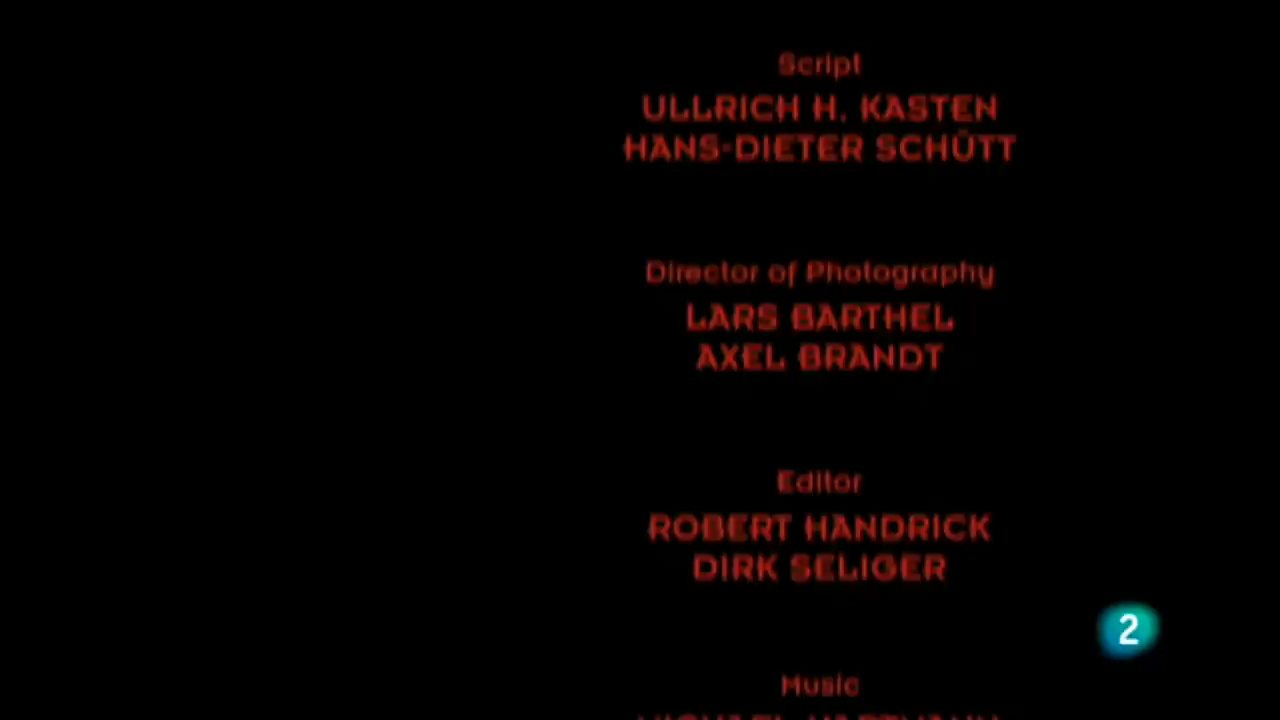 Script
ULLRICH H. KASTEN
HANS-DIETER SCHÜTT
Director of Photography
LARS BARTHEL
AXEL BRANDT
Editor
ROBERT HANDRICK
DIRK SELIGER
2
Music